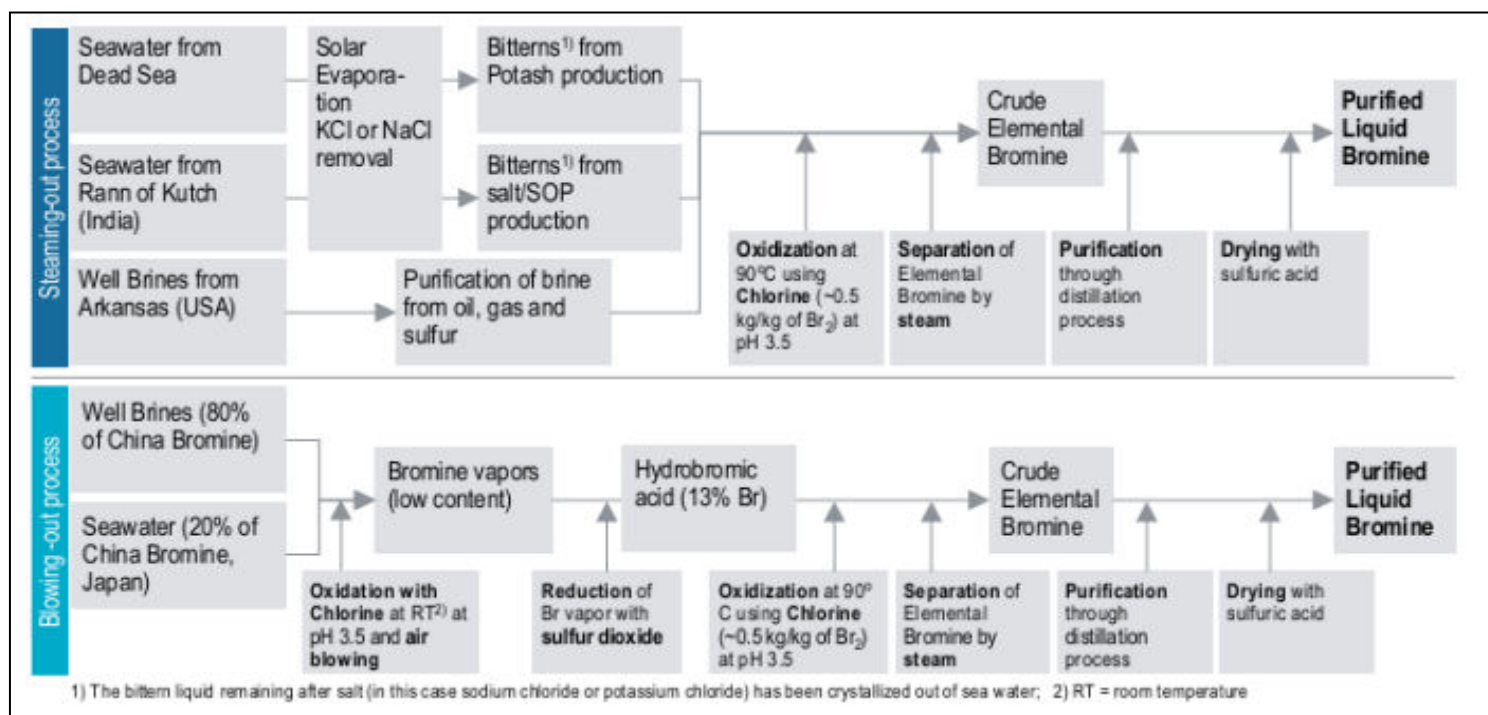 Steaming-out process
Seawater from
Dead Sea
Seawater from
Rann of Kutch
(India)
Well Brines from
Arkansas (USA)
Solar
Evapora-
tion
KCl or NaCl
removal
Bitterns1) from
Potash production
Bitterns1) from
salt/SOP
production
Purification of brine
from oil, gas and
sulfur
Oxidization at
90ºC using
Chlorine (~0.5
kg/kg of Br2) at
pH 3.5
Separation of
Elemental
Bromine by
steam
Crude
Elemental
Bromine
Purification
through
distillation
process
Drying with
sulfuric acid
Purified
Liquid
Bromine
Blowing -out process
Well Brines (80%
of China Bromine)
Seawater (20% of
China Bromine,
Japan)
Oxidation with
Chlorine at RT2) at
pH 3.5 and air
blowing
Bromine vapors
(low content)
Reduction of
Br vapor with
sulfur dioxide
Hydrobromic
acid (13% Br)
Oxidization at 90º
C using Chlorine
(~0.5 kg/kg of Br2)
at pH 3.5
Separation of
Elemental
Bromine by
steam
Crude
Elemental
Bromine
Purification
through
distillation
process
Drying with
sulfuric acid
Purified
Liquid
Bromine
1) The bittern liquid remaining after salt (in this case sodium chloride or potassium chloride) has been crystallized out of sea water; 2) RT = room temperature